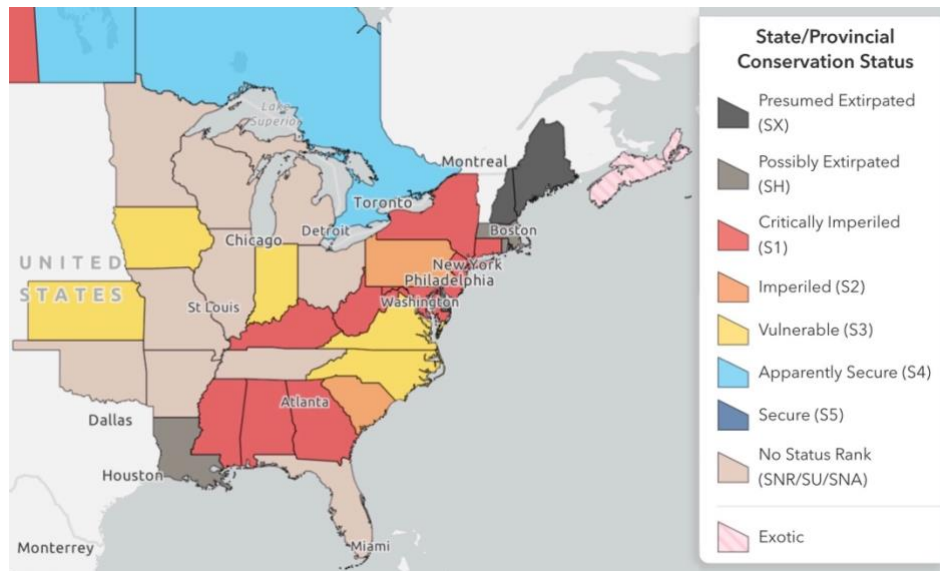 State/Provincial
Conservation Status
Presumed Extirpated
(SX)
Possibly Extirpated
(SH)
Critically Imperiled
(S1)
Imperiled (S2)
Vulnerable (S3)
Apparently Secure (S4)
Secure (S5)
No Status Rank
(SNR/SU/SNA)
Exotic
Lake
Superia
Montreal
Toronto
Boston
Detroit
Chicago
UNITED
STATES
New York
Philadelphia
Washington
St Louis
Atlanta
Dallas
Houston
Monterrey
Miami